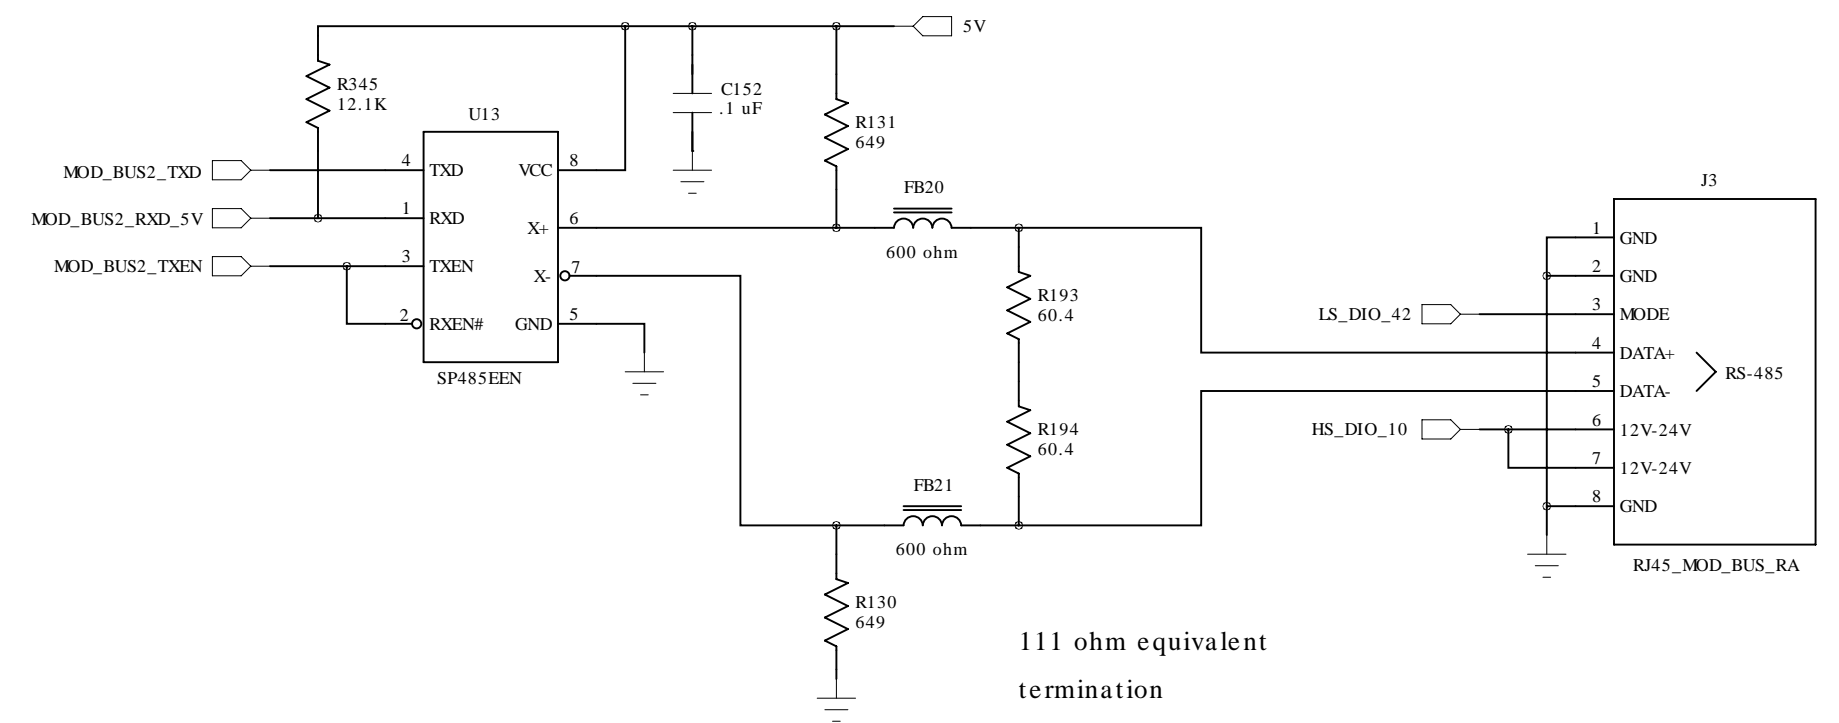 5V
R345
12.1K
C152
.1 uF
R131
649
U13
MOD_BUS2_TXD
4
TXD
VCC
8
MOD_BUS2_RXD_5V
1
RXD
X+
6
MOD_BUS2_TXEN
3
TXEN
X-
7
2
RXEN#
GND
5
SP485EEN
FB20
600 ohm
R193
60.4
R194
60.4
FB21
600 ohm
R130
649
111 ohm equivalent
termination
J3
1
GND
2
GND
LS_DIO_42
3
MODE
4
DATA+
RS-485
5
DATA-
HS_DIO_10
6
12V-24V
7
12V-24V
8
GND
RJ45_MOD_BUS_RA